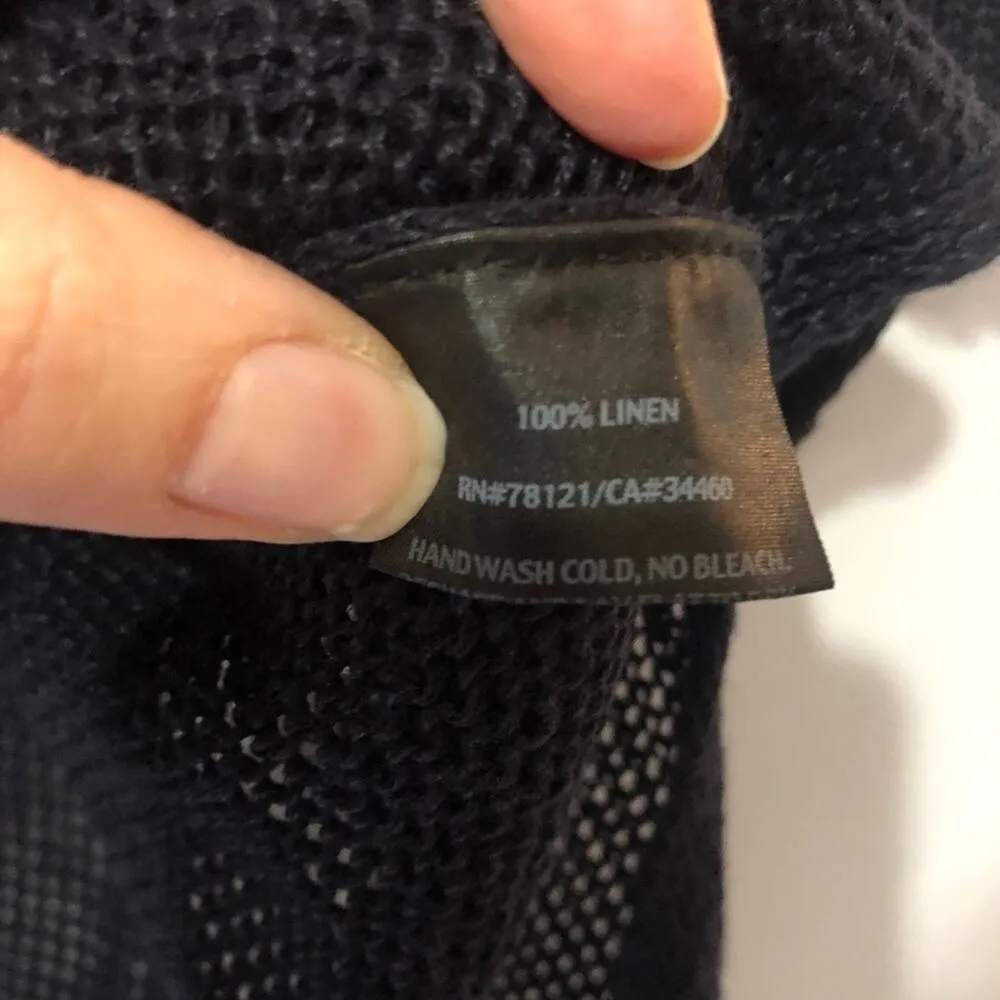 100% LINEN
RN#78121/CA#34460
HAND WASH COLD, NO BLEACH.